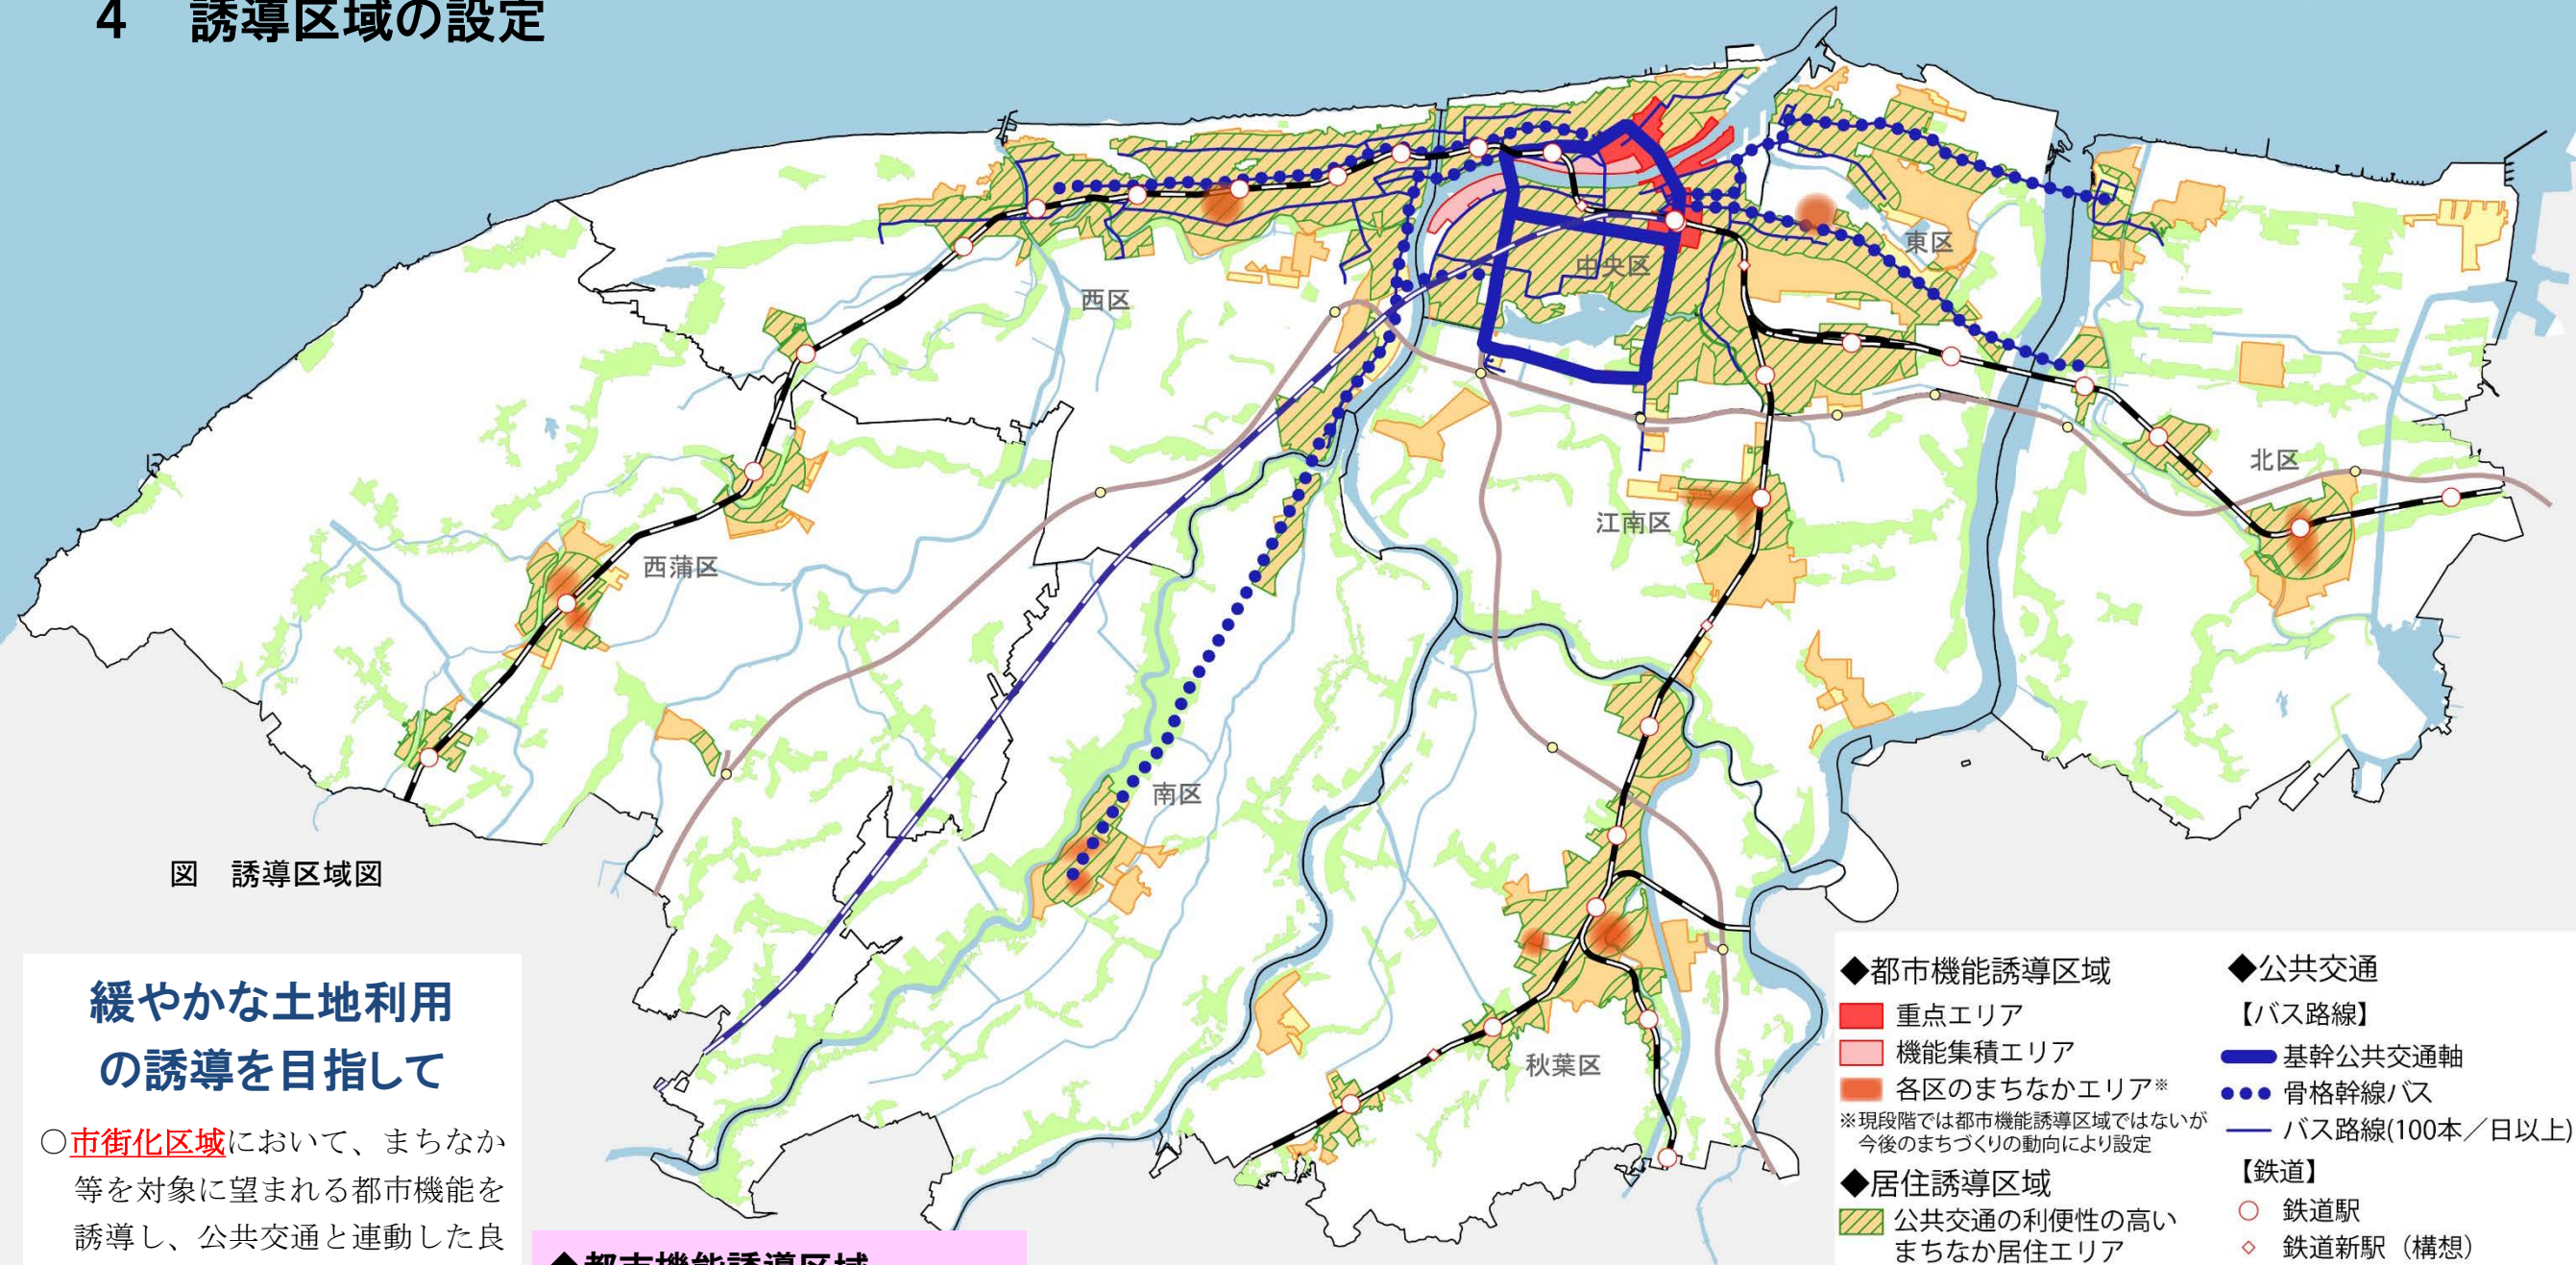 4　誘導区域の設定
東区
中央区
西区
北区
江南区
西蒲区
南区
秋葉区
図　誘導区域図
緩やかな土地利用
の誘導を目指して
○市街化区域において、まちなか
等を対象に望まれる都市機能を
誘導し、公共交通と連動した良
◆都市機能誘導区域
◆都市機能誘導区域
重点エリア
機能集積エリア
各区のまちなかエリア※
※現段階では都市機能誘導区域ではないが
今後のまちづくりの動向により設定
◆居住誘導区域
公共交通の利便性の高い
まちなか居住エリア
◆公共交通
【バス路線】
基幹公共交通軸
骨格幹線バス
バス路線(100本／日以上)
【鉄道】
鉄道駅
鉄道新駅（構想）